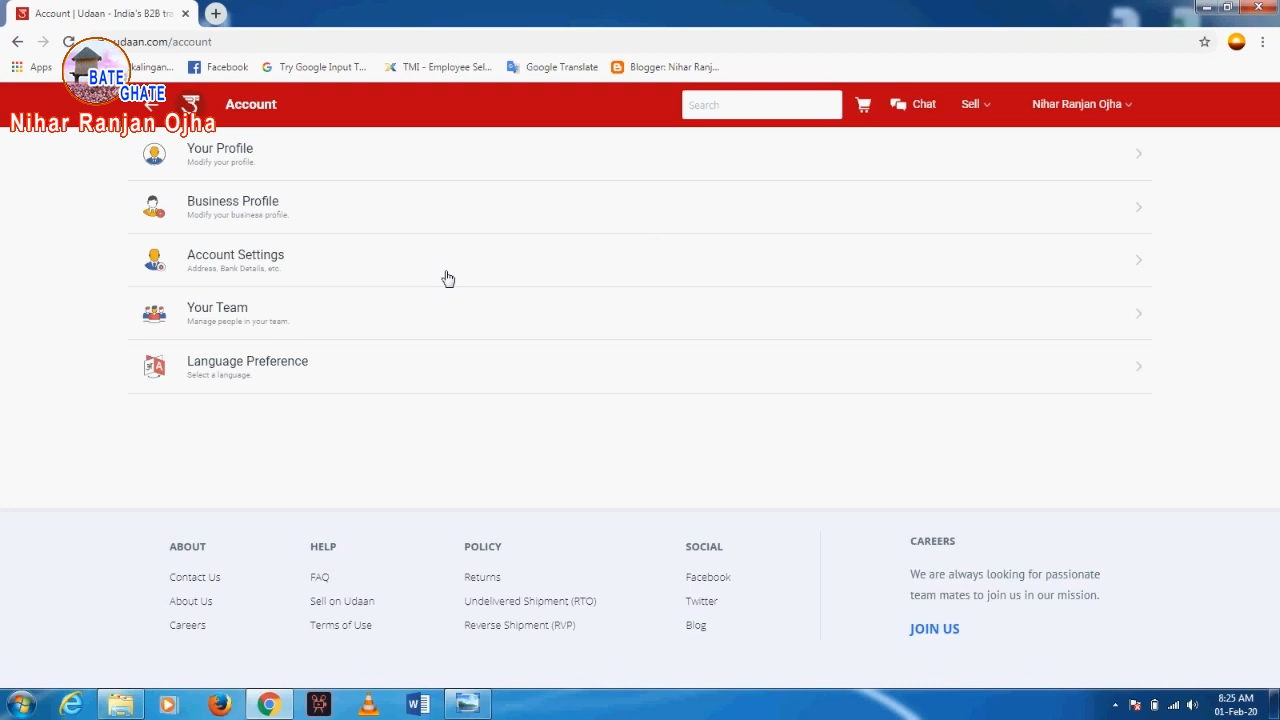 Account | Udaan - India's B2B tra
udaan.com/account
Apps
kalingan...
Facebook
Try Google Input T...
TMI - Employee Sel...
Google Translate
Blogger: Nihar Ranj...
BATE
GHATE
Nihar Ranjan Ojha
Account
Search
Chat
Sell
Nihar Ranjan Ojha
Your Profile
Modify your profile.
Business Profile
Modify your business profile.
Account Settings
Address, Bank Details, etc.
Your Team
Manage people in your team.
Language Preference
Select a language.
ABOUT
Contact Us
About Us
Careers
HELP
FAQ
Sell on Udaan
Terms of Use
POLICY
Returns
Undelivered Shipment (RTO)
Reverse Shipment (RVP)
SOCIAL
Facebook
Twitter
Blog
CAREERS
We are always looking for passionate
team mates to join us in our mission.
JOIN US
8:25 AM
01-Feb-20